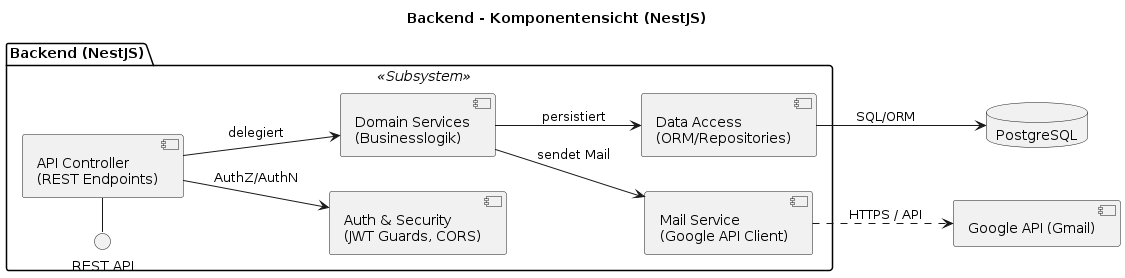 Backend - Komponentensicht (NestJS)
Backend (NestJS)
«Subsystem»
API Controller
(REST Endpoints)
delegiert
AuthZ/AuthN
Domain Services
(Businesslogik)
Auth & Security
(JWT Guards, CORS)
persistiert
sendet Mail
Data Access
(ORM/Repositories)
Mail Service
(Google API Client)
SQL/ORM
HTTPS / API
PostgreSQL
Google API (Gmail)
REST API